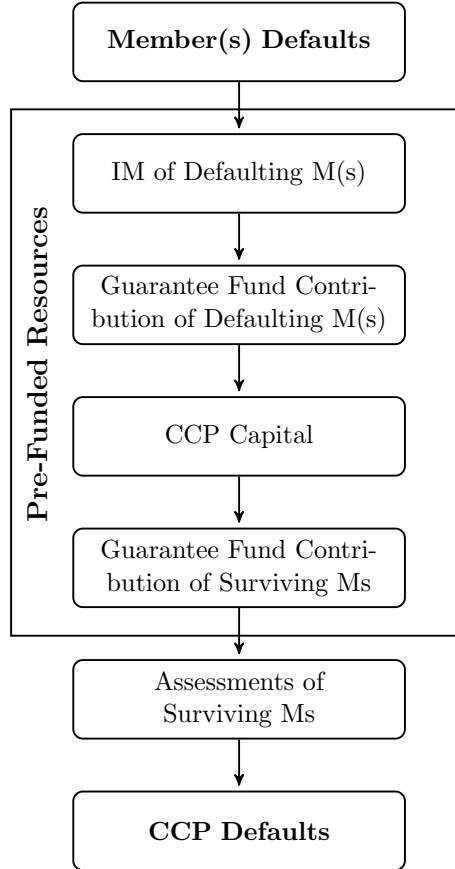 Member(s) Defaults
Pre-Funded Resources
IM of Defaulting M(s)
Guarantee Fund Contri-
bution of Defaulting M(s)
CCP Capital
Guarantee Fund Contri-
bution of Surviving Ms
Assessments of
Surviving Ms
CCP Defaults